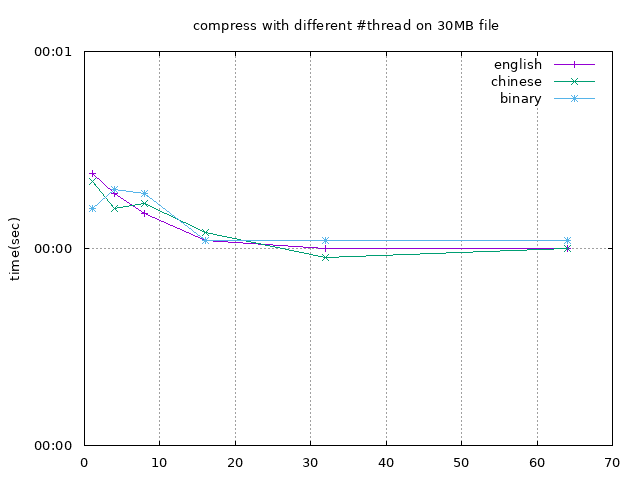 compress with different #thread on 30MB file
00:01
english
chinese
binary
00:00
time(sec)
00:00
0 10 20 30 40 50 60 70